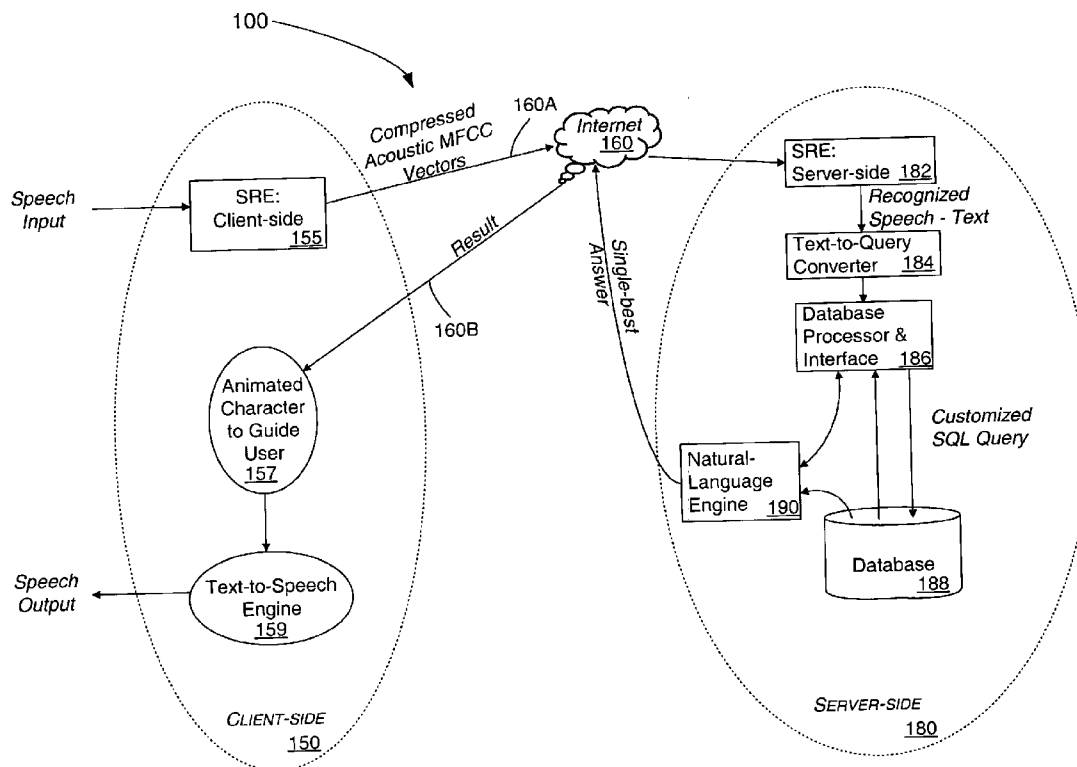 100
Compressed
Acoustic MFCC
Vectors
160A
Internet
160
SRE:
Server-side 182
Speech
Input
SRE:
Client-side
155
Recognized
Speech - Text
Text-to-Query
Converter 184
Result
160B
Single-best
Answer
Database
Processor &
Interface 186
Animated
Character
to Guide
User
157
Customized
SQL Query
Natural-
Language
Engine 190
Database
188
Speech
Output
Text-to-Speech
Engine
159
CLIENT-SIDE
150
SERVER-SIDE
180